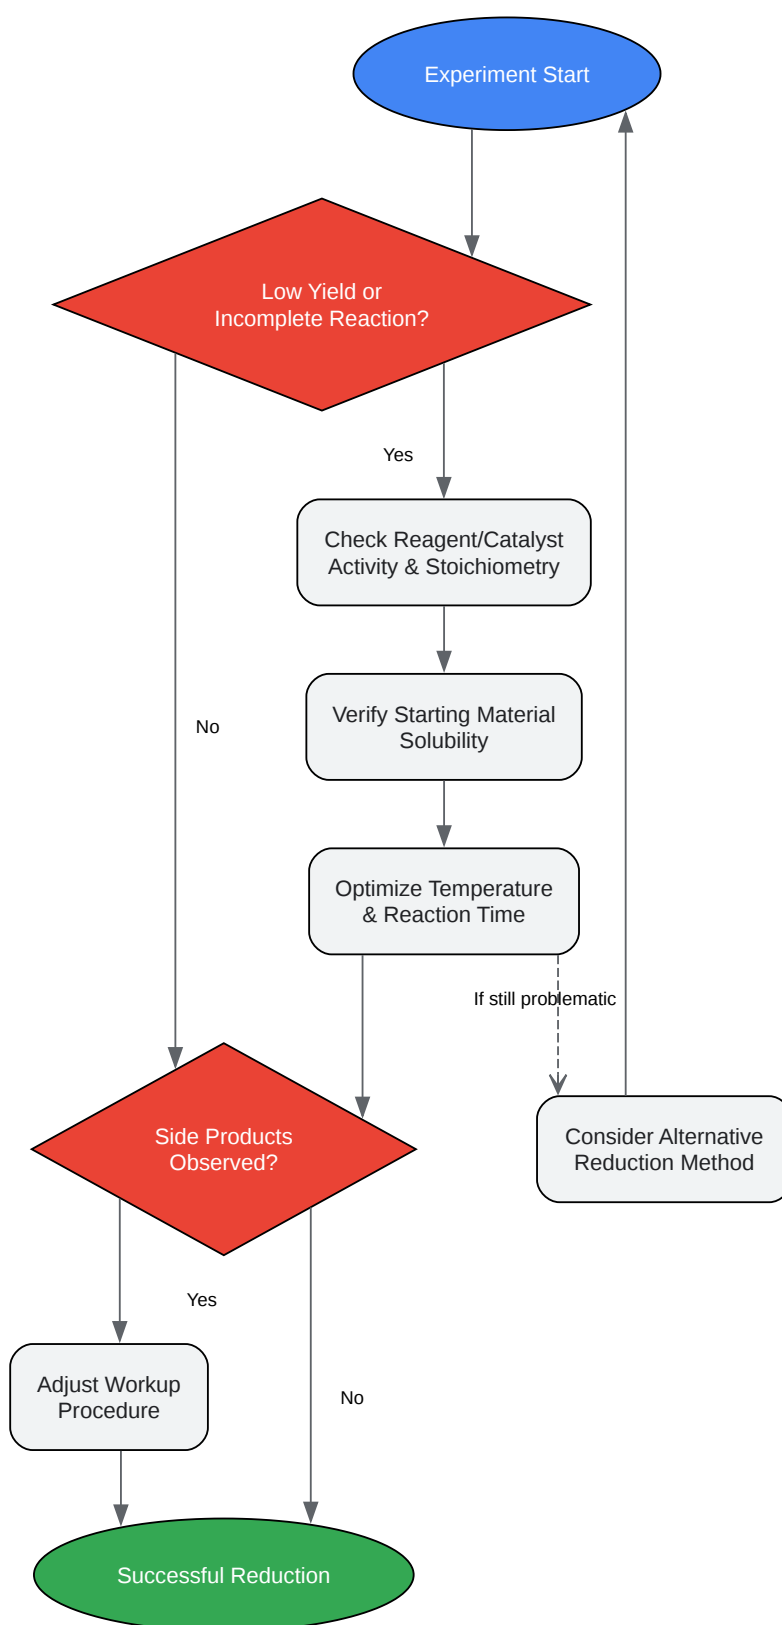 Experiment Start
Low Yield or
Incomplete Reaction?
Yes
Check Reagent/Catalyst
Activity & Stoichiometry
Verify Starting Material
Solubility
No
Optimize Temperature
& Reaction Time
If still problematic
Side Products
Observed?
Consider Alternative
Reduction Method
Yes
Adjust Workup
Procedure
No
Successful Reduction